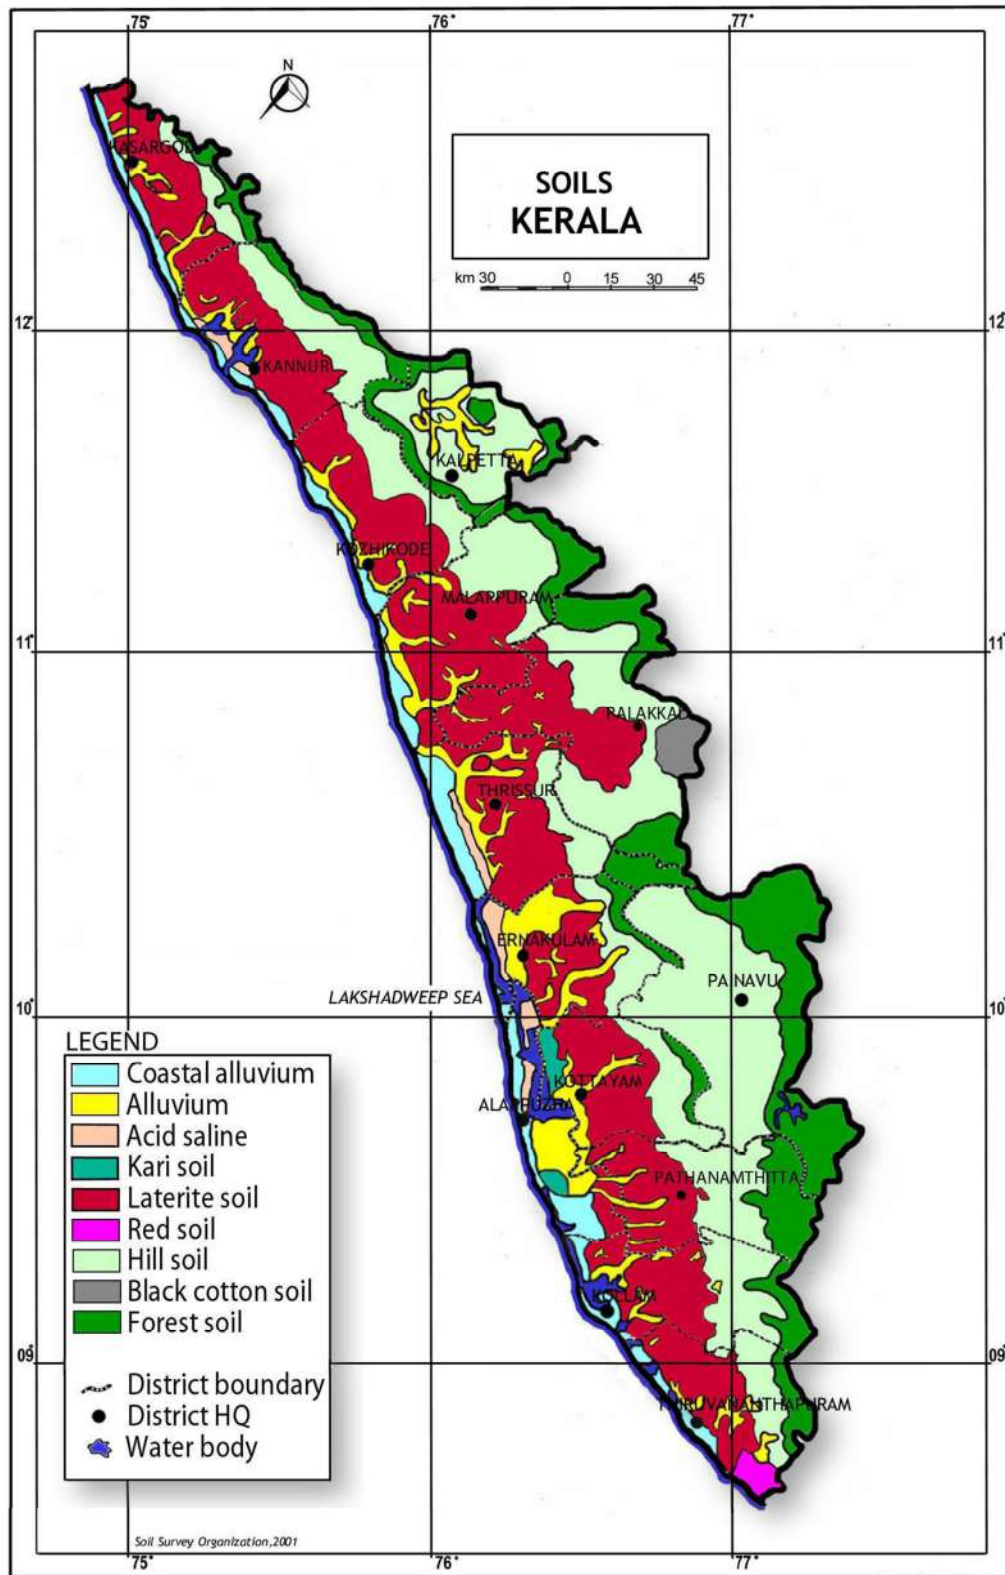 75°
76°
77°
N
KASARGOD
SOILS
KERALA
km 30 0 15 30 45
12°
12°
KANNUR
KALPETTA
KOZHIKODE
MALAPPURAM
11°
11°
PALAKKAD
THRISSUR
ERNAKULAM
PAINAVU
LAKSHADWEEP SEA
10°
10°
LEGEND
Coastal alluvium
Alluvium
Acid saline
Kari soil
Laterite soil
Red soil
Hill soil
Black cotton soil
Forest soil
District boundary
District HQ
Water body
KOTTAYAM
ALAPPUZHA
PATHANAMTHITTA
KOLLAM
09°
09°
THIRUVANANTHAPURAM
Soil Survey Organization,2001
75°
76°
77°